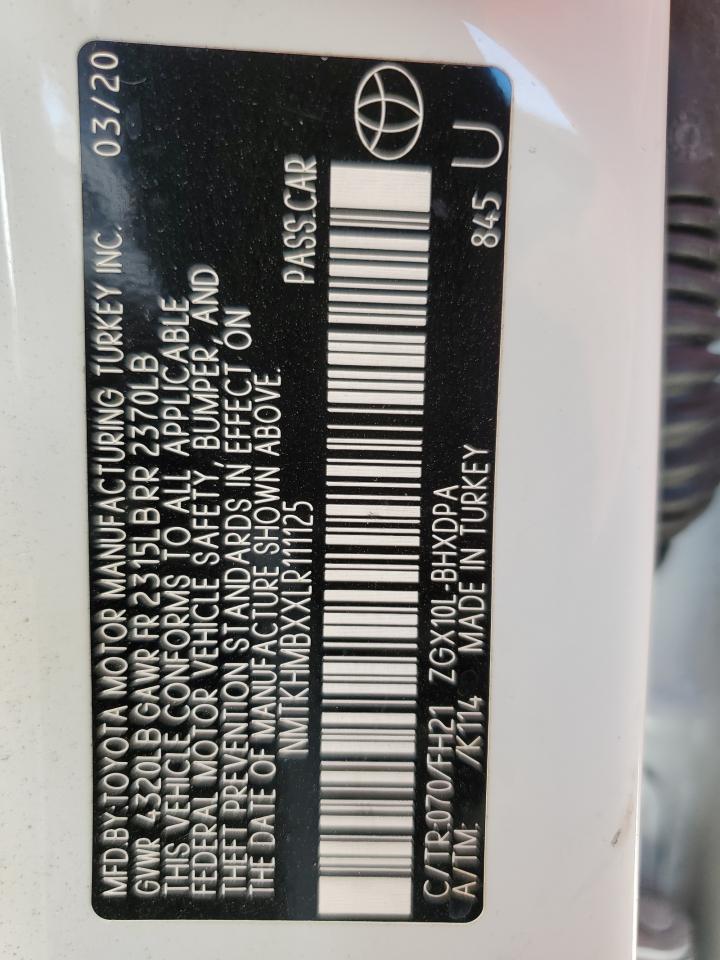 MFD.BY:TOYOTA MOTOR MANUFACTURING TURKEY INC. 03/20
GVWR 4320LB GAWR FR 2315LB RR 2370LB
THIS VEHICLE CONFORMS TO ALL APPLICABLE
FEDERAL MOTOR VEHICLE SAFETY, BUMPER, AND
THEFT PREVENTION STANDARDS IN EFFECT ON
THE DATE OF MANUFACTURE SHOWN ABOVE.
NMTKHMBXXLR111125 PASS.CAR
C/TR:070/FH21 ZGX10L-BHXDPA 845 U
A/TM: /K114 MADE IN TURKEY